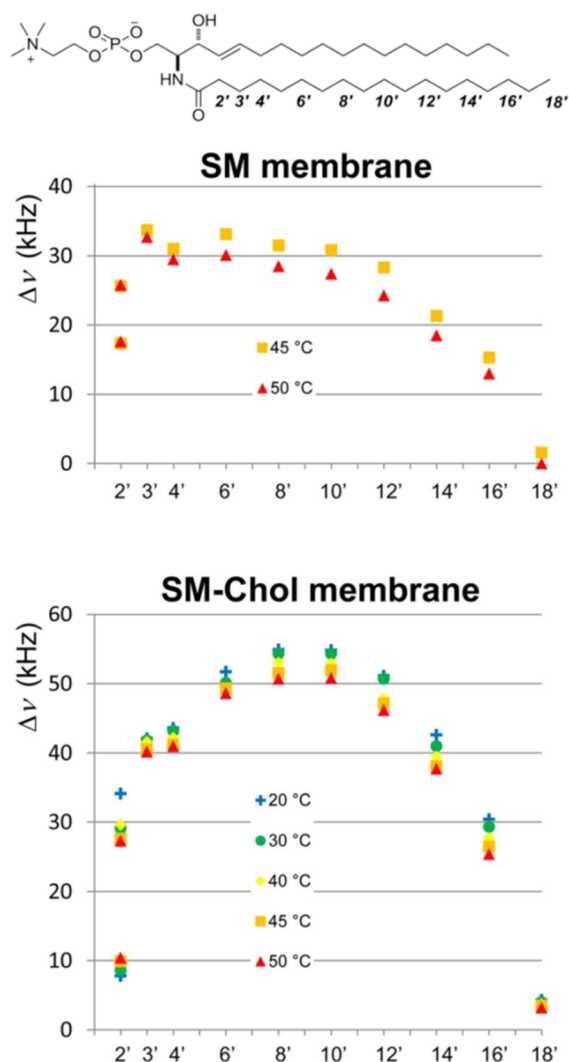 OH
O
O⁻
N
+
O
P
O
O
NH
O
2' 3' 4' 6' 8' 10' 12' 14' 16' 18'
SM membrane
Δν (kHz)
40
30
20
10
0
45 °C
50 °C
2' 3' 4' 6' 8' 10' 12' 14' 16' 18'
SM-Chol membrane
Δν (kHz)
60
50
40
30
20
10
0
20 °C
30 °C
40 °C
45 °C
50 °C
2' 3' 4' 6' 8' 10' 12' 14' 16' 18'